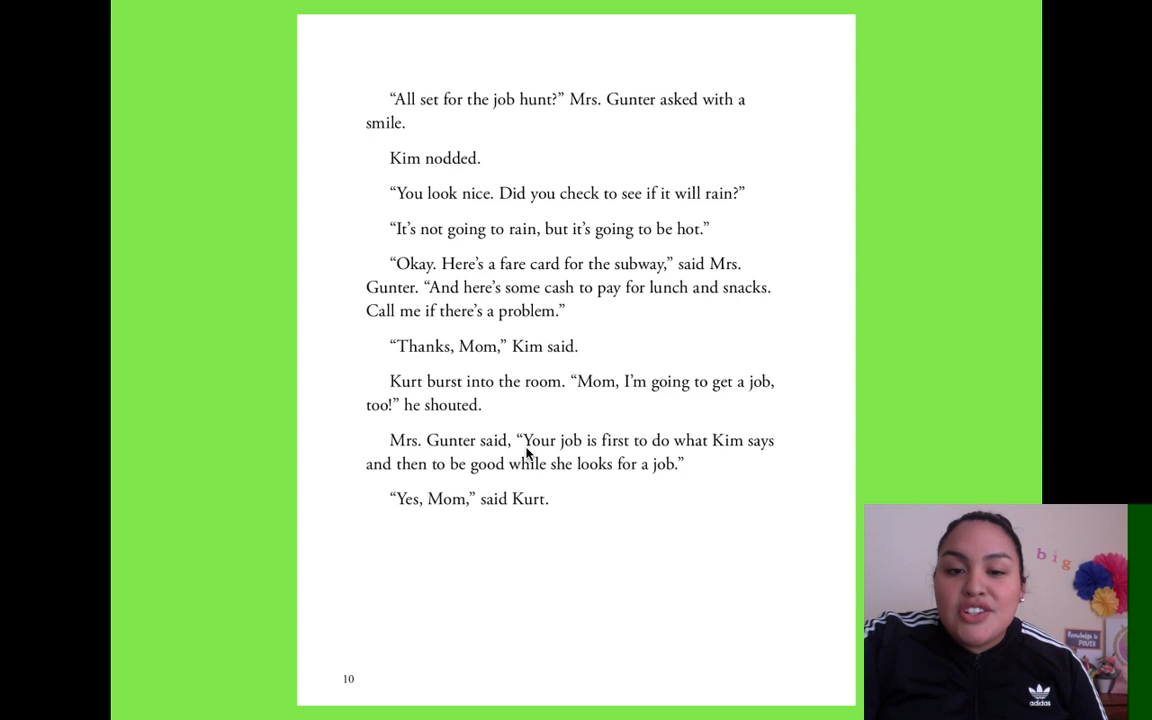 “All set for the job hunt?” Mrs. Gunter asked with a
smile.
Kim nodded.
“You look nice. Did you check to see if it will rain?”
“It’s not going to rain, but it’s going to be hot.”
“Okay. Here’s a fare card for the subway,” said Mrs.
Gunter. “And here’s some cash to pay for lunch and snacks.
Call me if there’s a problem.”
“Thanks, Mom,” Kim said.
Kurt burst into the room. “Mom, I’m going to get a job,
too!” he shouted.
Mrs. Gunter said, “Your job is first to do what Kim says
and then to be good while she looks for a job.”
“Yes, Mom,” said Kurt.
10
big
Knowledge is
POWER
adidas